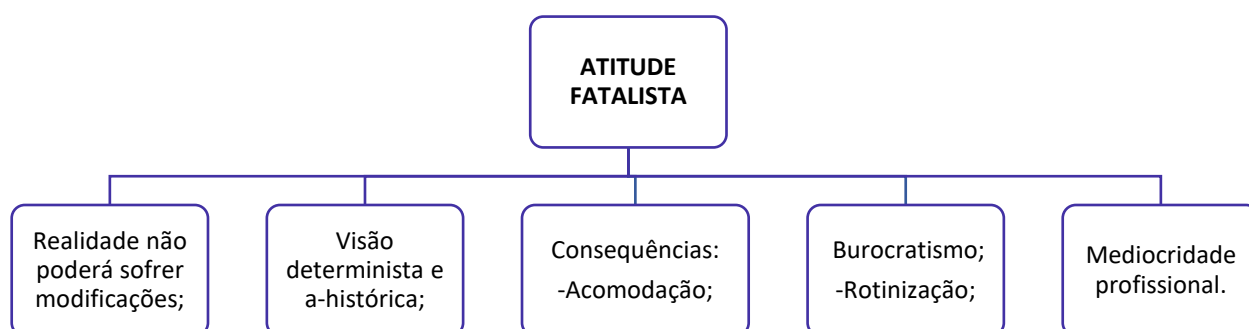 ATITUDE
FATALISTA
Realidade não
poderá sofrer
modificações;
Visão
determinista e
a-histórica;
Consequências:
-Acomodação;
Burocratismo;
-Rotinização;
Mediocridade
profissional.